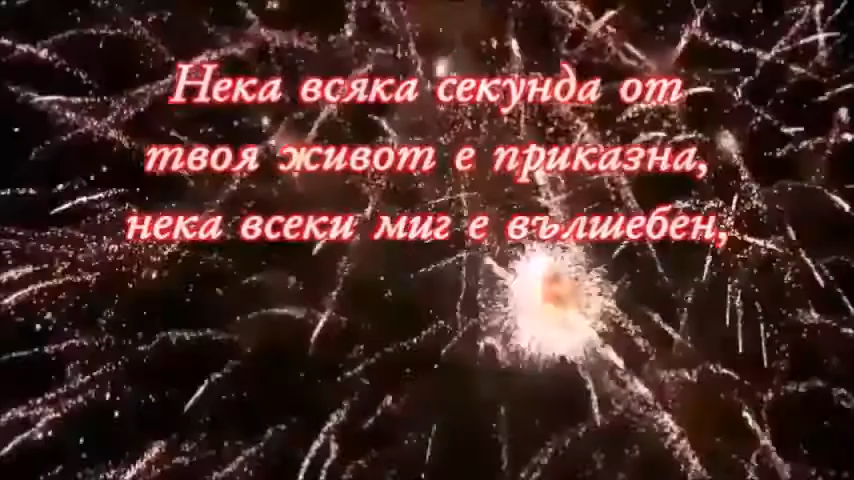 Нека всяка секунда от
твоя живот е приказна,
нека всеки миг е вълшебен,